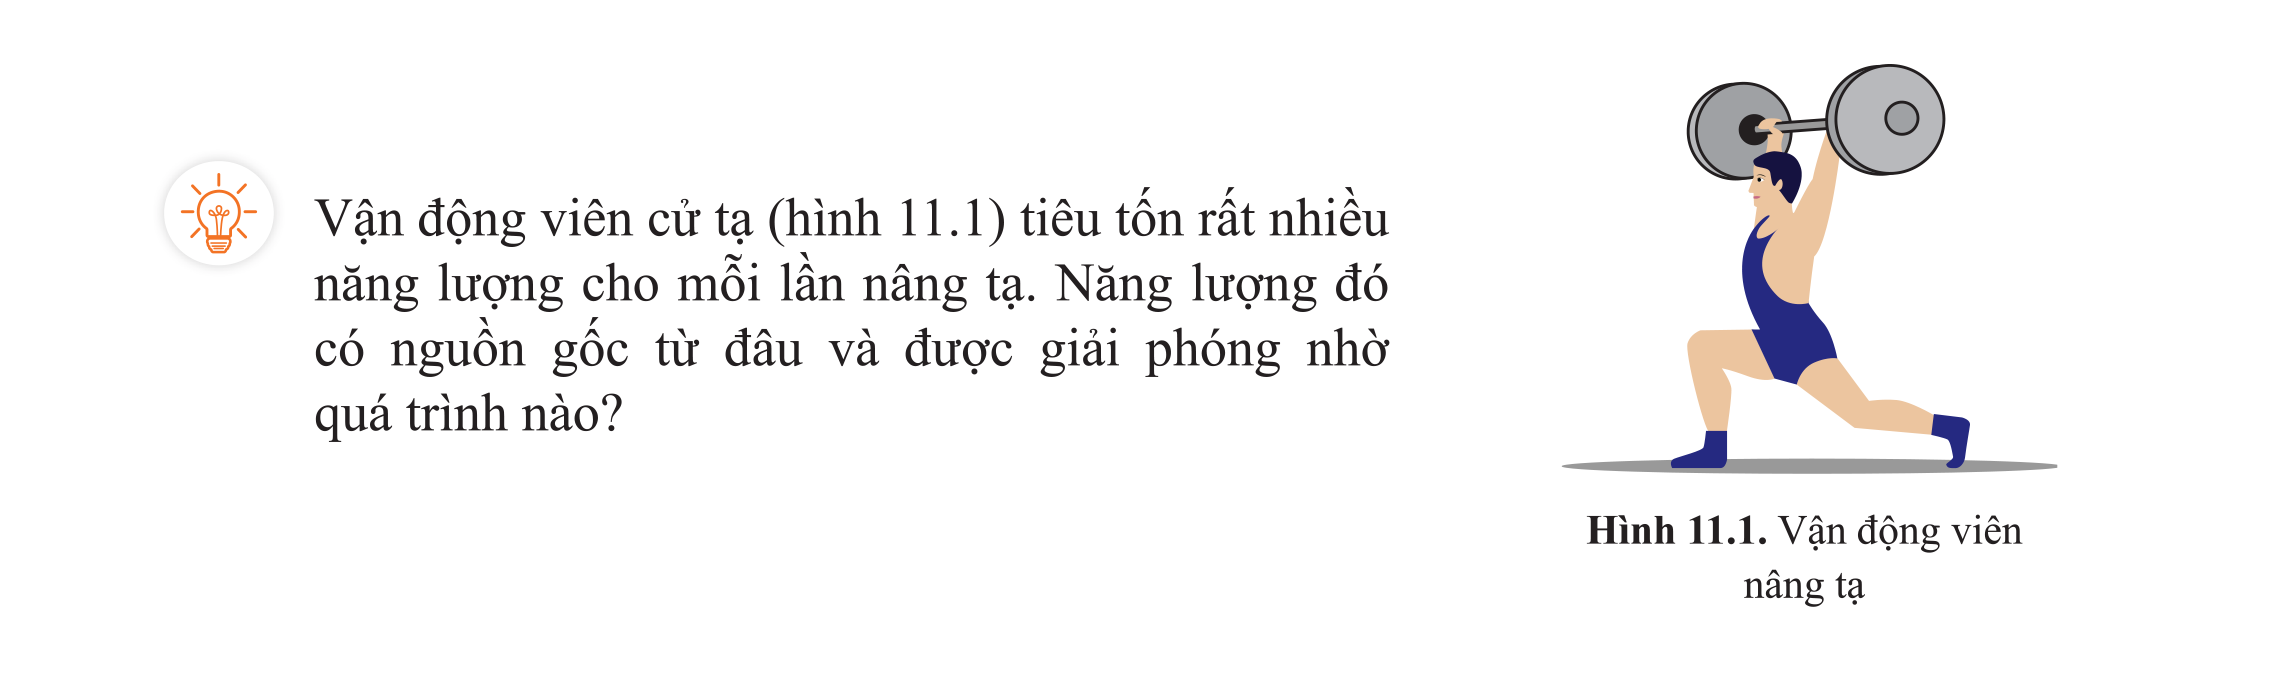 Vận động viên cử tạ (hình 11.1) tiêu tốn rất nhiều
năng lượng cho mỗi lần nâng tạ. Năng lượng đó
có nguồn gốc từ đâu và được giải phóng nhờ
quá trình nào?
Hình 11.1. Vận động viên
nâng tạ